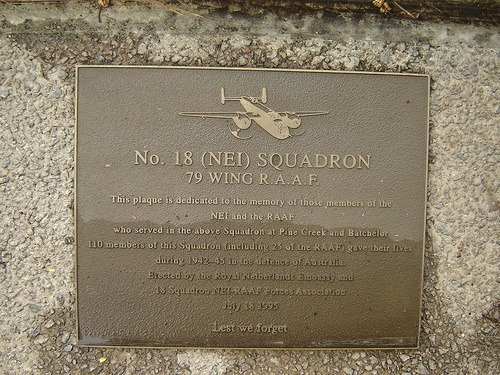 No. 18 (NEI) SQUADRON
79 WING R.A.A.F.
This plaque is dedicated to the memory of those members of the
NEI and the RAAF
who served in the above Squadron at Pine Creek and Batchelor
110 members of this Squadron (including 25 of the RAAF) gave their lives
during 1942-45 in the defence of Australia
Erected by the Royal Netherlands Embassy and
18 Squadron NEI-RAAF Forces Association
July 18 1995
Lest we forget